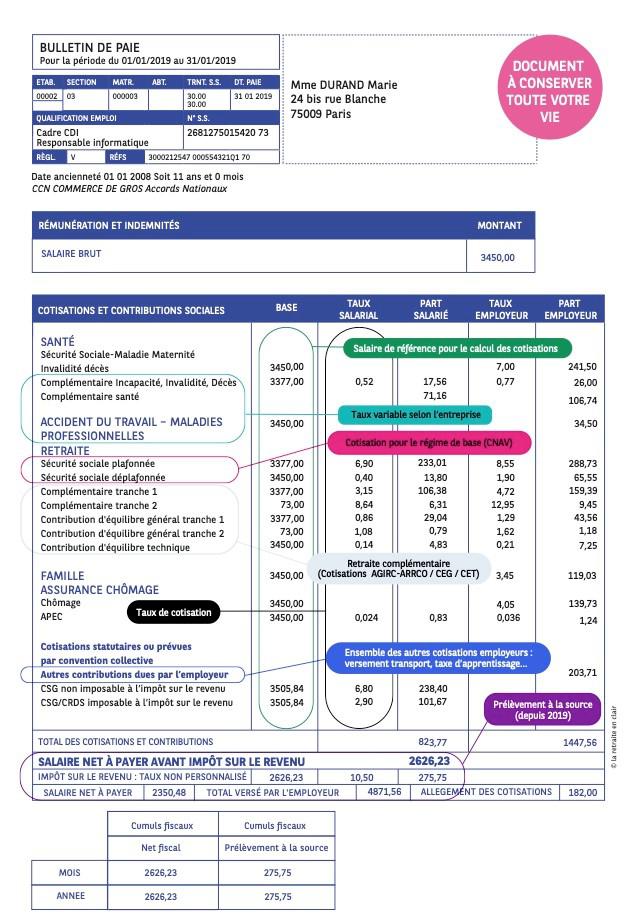 BULLETIN DE PAIE
Pour la période du 01/01/2019 au 31/01/2019
DOCUMENT
À CONSERVER
TOUTE VOTRE
VIE
ETAB. SECTION MATR. ABT. TRNT. S.S. DT. PAIE
00002 03 000003 30.00 31 01 2019
30.00
QUALIFICATION EMPLOI N° S.S.
Cadre CDI 2681275015420 73
Responsable informatique
RÈGL. V RÉFS 3000212547 000554321Q1 70
Mme DURAND Marie
24 bis rue Blanche
75009 Paris
Date ancienneté 01 01 2008 Soit 11 ans et 0 mois
CCN COMMERCE DE GROS Accords Nationaux
RÉMUNÉRATION ET INDEMNITÉS MONTANT
SALAIRE BRUT 3450,00
COTISATIONS ET CONTRIBUTIONS SOCIALES BASE TAUX SALARIAL PART SALARIÉ TAUX EMPLOYEUR PART EMPLOYEUR
SANTÉ
Salaire de référence pour le calcul des cotisations
Sécurité Sociale-Maladie Maternité
Invalidité décès 3450,00 7,00 241,50
Complémentaire Incapacité, Invalidité, Décès 3377,00 0,52 17,56 0,77 26,00
Complémentaire santé 71,16 106,74
Taux variable selon l'entreprise
ACCIDENT DU TRAVAIL – MALADIES 3450,00 34,50
PROFESSIONNELLES
Cotisation pour le régime de base (CNAV)
RETRAITE
Sécurité sociale plafonnée 3377,00 6,90 233,01 8,55 288,73
Sécurité sociale déplafonnée 3450,00 0,40 13,80 1,90 65,55
Complémentaire tranche 1 3377,00 3,15 106,38 4,72 159,39
Complémentaire tranche 2 73,00 8,64 6,31 12,95 9,45
Contribution d'équilibre général tranche 1 3377,00 0,86 29,04 1,29 43,56
Contribution d'équilibre général tranche 2 73,00 1,08 0,79 1,62 1,18
Contribution d'équilibre technique 3450,00 0,14 4,83 0,21 7,25
Retraite complémentaire
(Cotisations AGIRC-ARRCO / CEG / CET)
FAMILLE 3450,00 3,45 119,03
ASSURANCE CHÔMAGE
Chômage 3450,00 4,05 139,73
Taux de cotisation
APEC 3450,00 0,024 0,83 0,036 1,24
Cotisations statutaires ou prévues
par convention collective
Ensemble des autres cotisations employeurs :
versement transport, taxe d'apprentissage...
Autres contributions dues par l'employeur 203,71
CSG non imposable à l'impôt sur le revenu 3505,84 6,80 238,40
CSG/CRDS imposable à l'impôt sur le revenu 3505,84 2,90 101,67
Prélèvement à la source
(depuis 2019)
TOTAL DES COTISATIONS ET CONTRIBUTIONS 823,77 1447,56
SALAIRE NET À PAYER AVANT IMPÔT SUR LE REVENU 2626,23
IMPÔT SUR LE REVENU : TAUX NON PERSONNALISÉ 2626,23 10,50 275,75
SALAIRE NET À PAYER 2350,48 TOTAL VERSÉ PAR L'EMPLOYEUR 4871,56 ALLEGEMENT DES COTISATIONS 182,00
© la retraite en clair
Cumuls fiscaux Cumuls fiscaux
Net fiscal Prélèvement à la source
MOIS 2626,23 275,75
ANNEE 2626,23 275,75